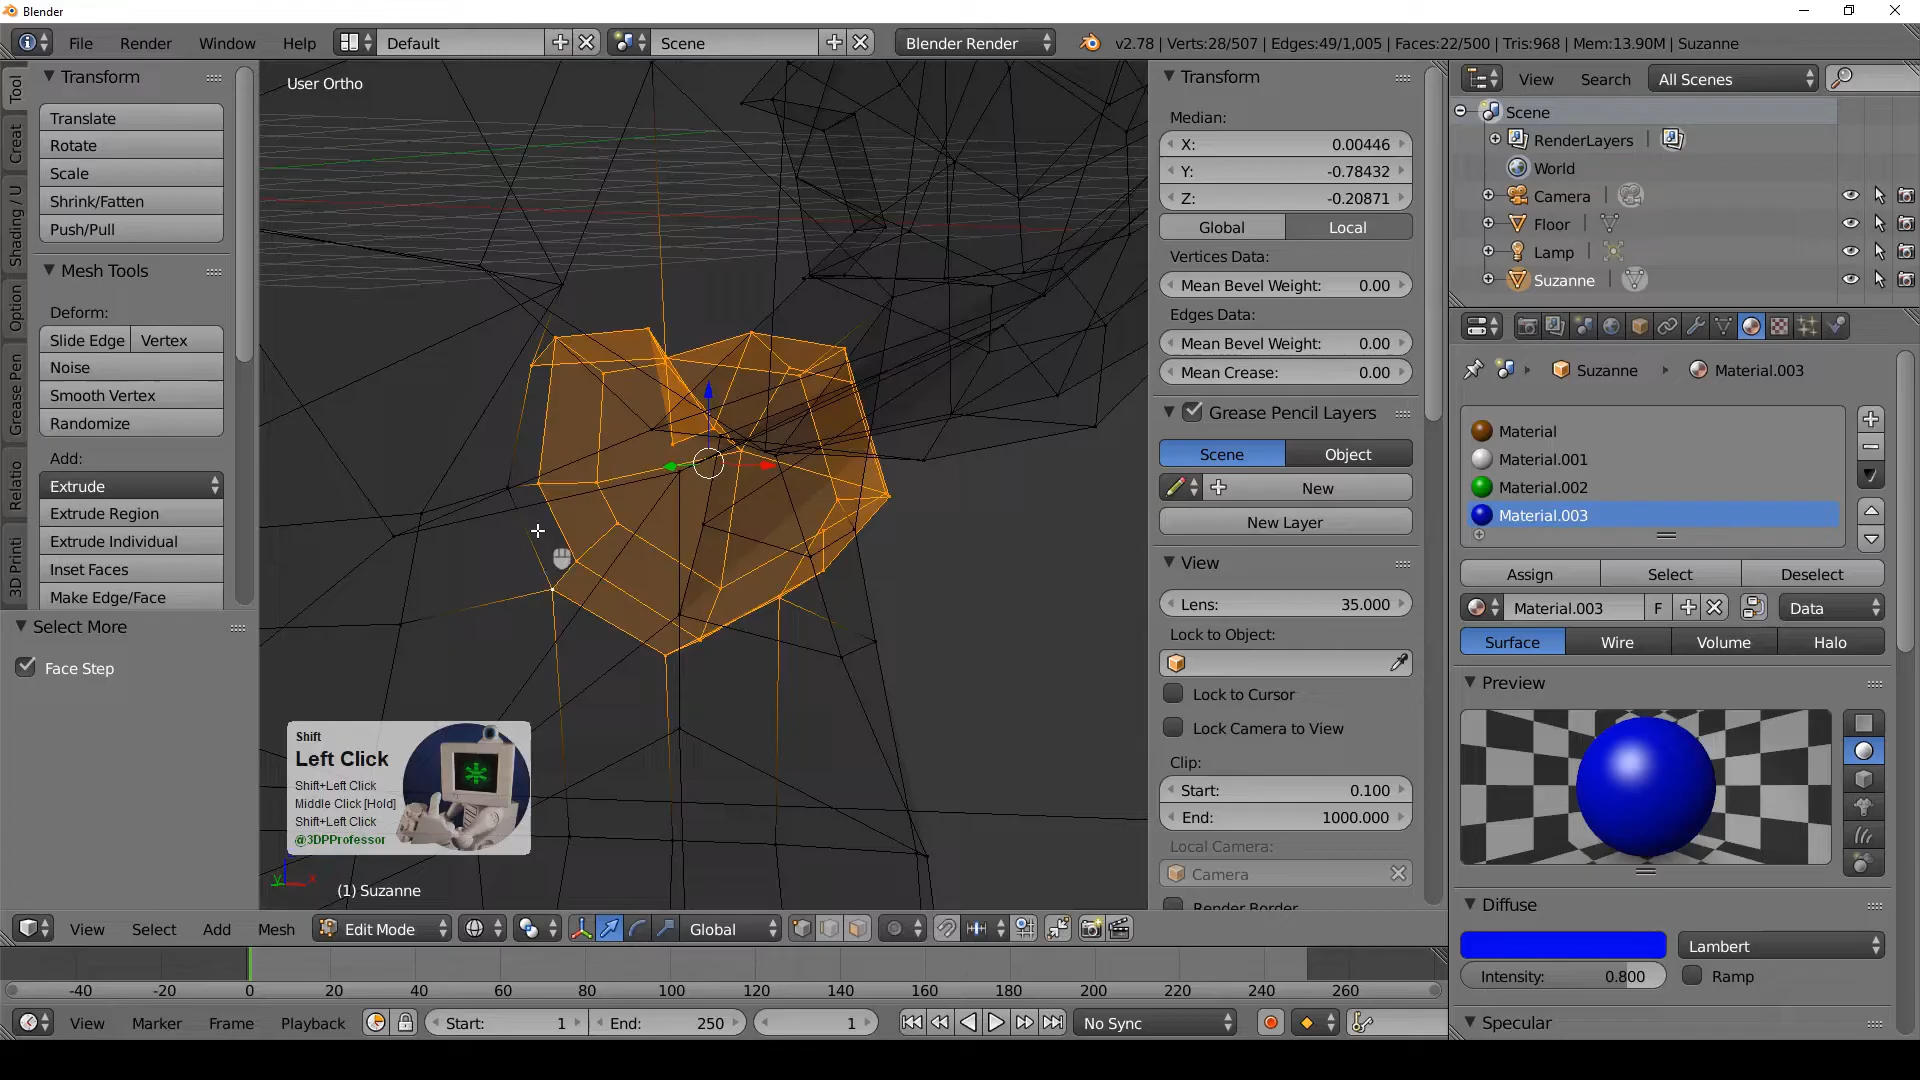 Blender
File Render Window Help Default Scene Blender Render v2.78 | Verts:28/507 | Edges:49/1,005 | Faces:22/500 | Tris:968 | Mem:13.90M | Suzanne
Tool
Creat
Shading / U
Option
Grease Pen
Relatio
3D Printi
Transform
Translate
Rotate
Scale
Shrink/Fatten
Push/Pull
Mesh Tools
Deform:
Slide Edge Vertex
Noise
Smooth Vertex
Randomize
Add:
Extrude
Extrude Region
Extrude Individual
Inset Faces
Make Edge/Face
Select More
Face Step
User Ortho
Shift
Left Click
Shift+Left Click
Middle Click [Hold]
Shift+Left Click
@3DPProfessor
(1) Suzanne
Transform
Median:
X: 0.00446
Y: -0.78432
Z: -0.20871
Global Local
Vertices Data:
Mean Bevel Weight: 0.00
Edges Data:
Mean Bevel Weight: 0.00
Mean Crease: 0.00
Grease Pencil Layers
Scene Object
New
New Layer
View
Lens: 35.000
Lock to Object:
Lock to Cursor
Lock Camera to View
Clip:
Start: 0.100
End: 1000.000
Local Camera:
Camera
Render Border
View Search All Scenes
Scene
RenderLayers
World
Camera
Floor
Lamp
Suzanne
Suzanne Material.003
Material
Material.001
Material.002
Material.003
Assign Select Deselect
Material.003 F Data
Surface Wire Volume Halo
Preview
Diffuse
Lambert
Intensity: 0.800 Ramp
Specular
View Select Add Mesh Edit Mode Global
-40 -20 0 20 40 60 80 100 120 140 160 180 200 220 240 260
View Marker Frame Playback Start: 1 End: 250 1 No Sync